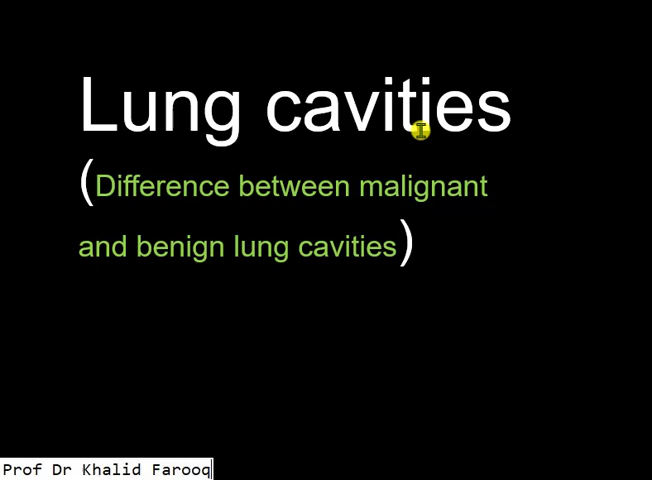 Lung cavities
(Difference between malignant
and benign lung cavities)
Prof Dr Khalid Farooq